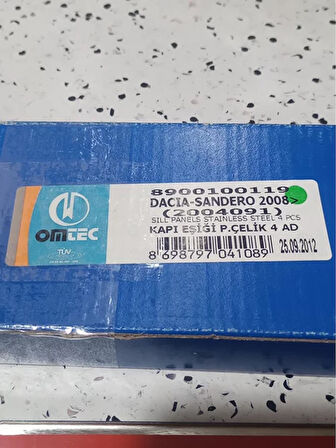 8900100119
DACIA-SANDERO 2008>
(2004091)
SILL PANELS STAINLESS STEEL 4 PCS
KAPI EŞİĞİ P.ÇELİK 4 AD
8 698797 041089
25.09.2012
OMTEC
TÜV